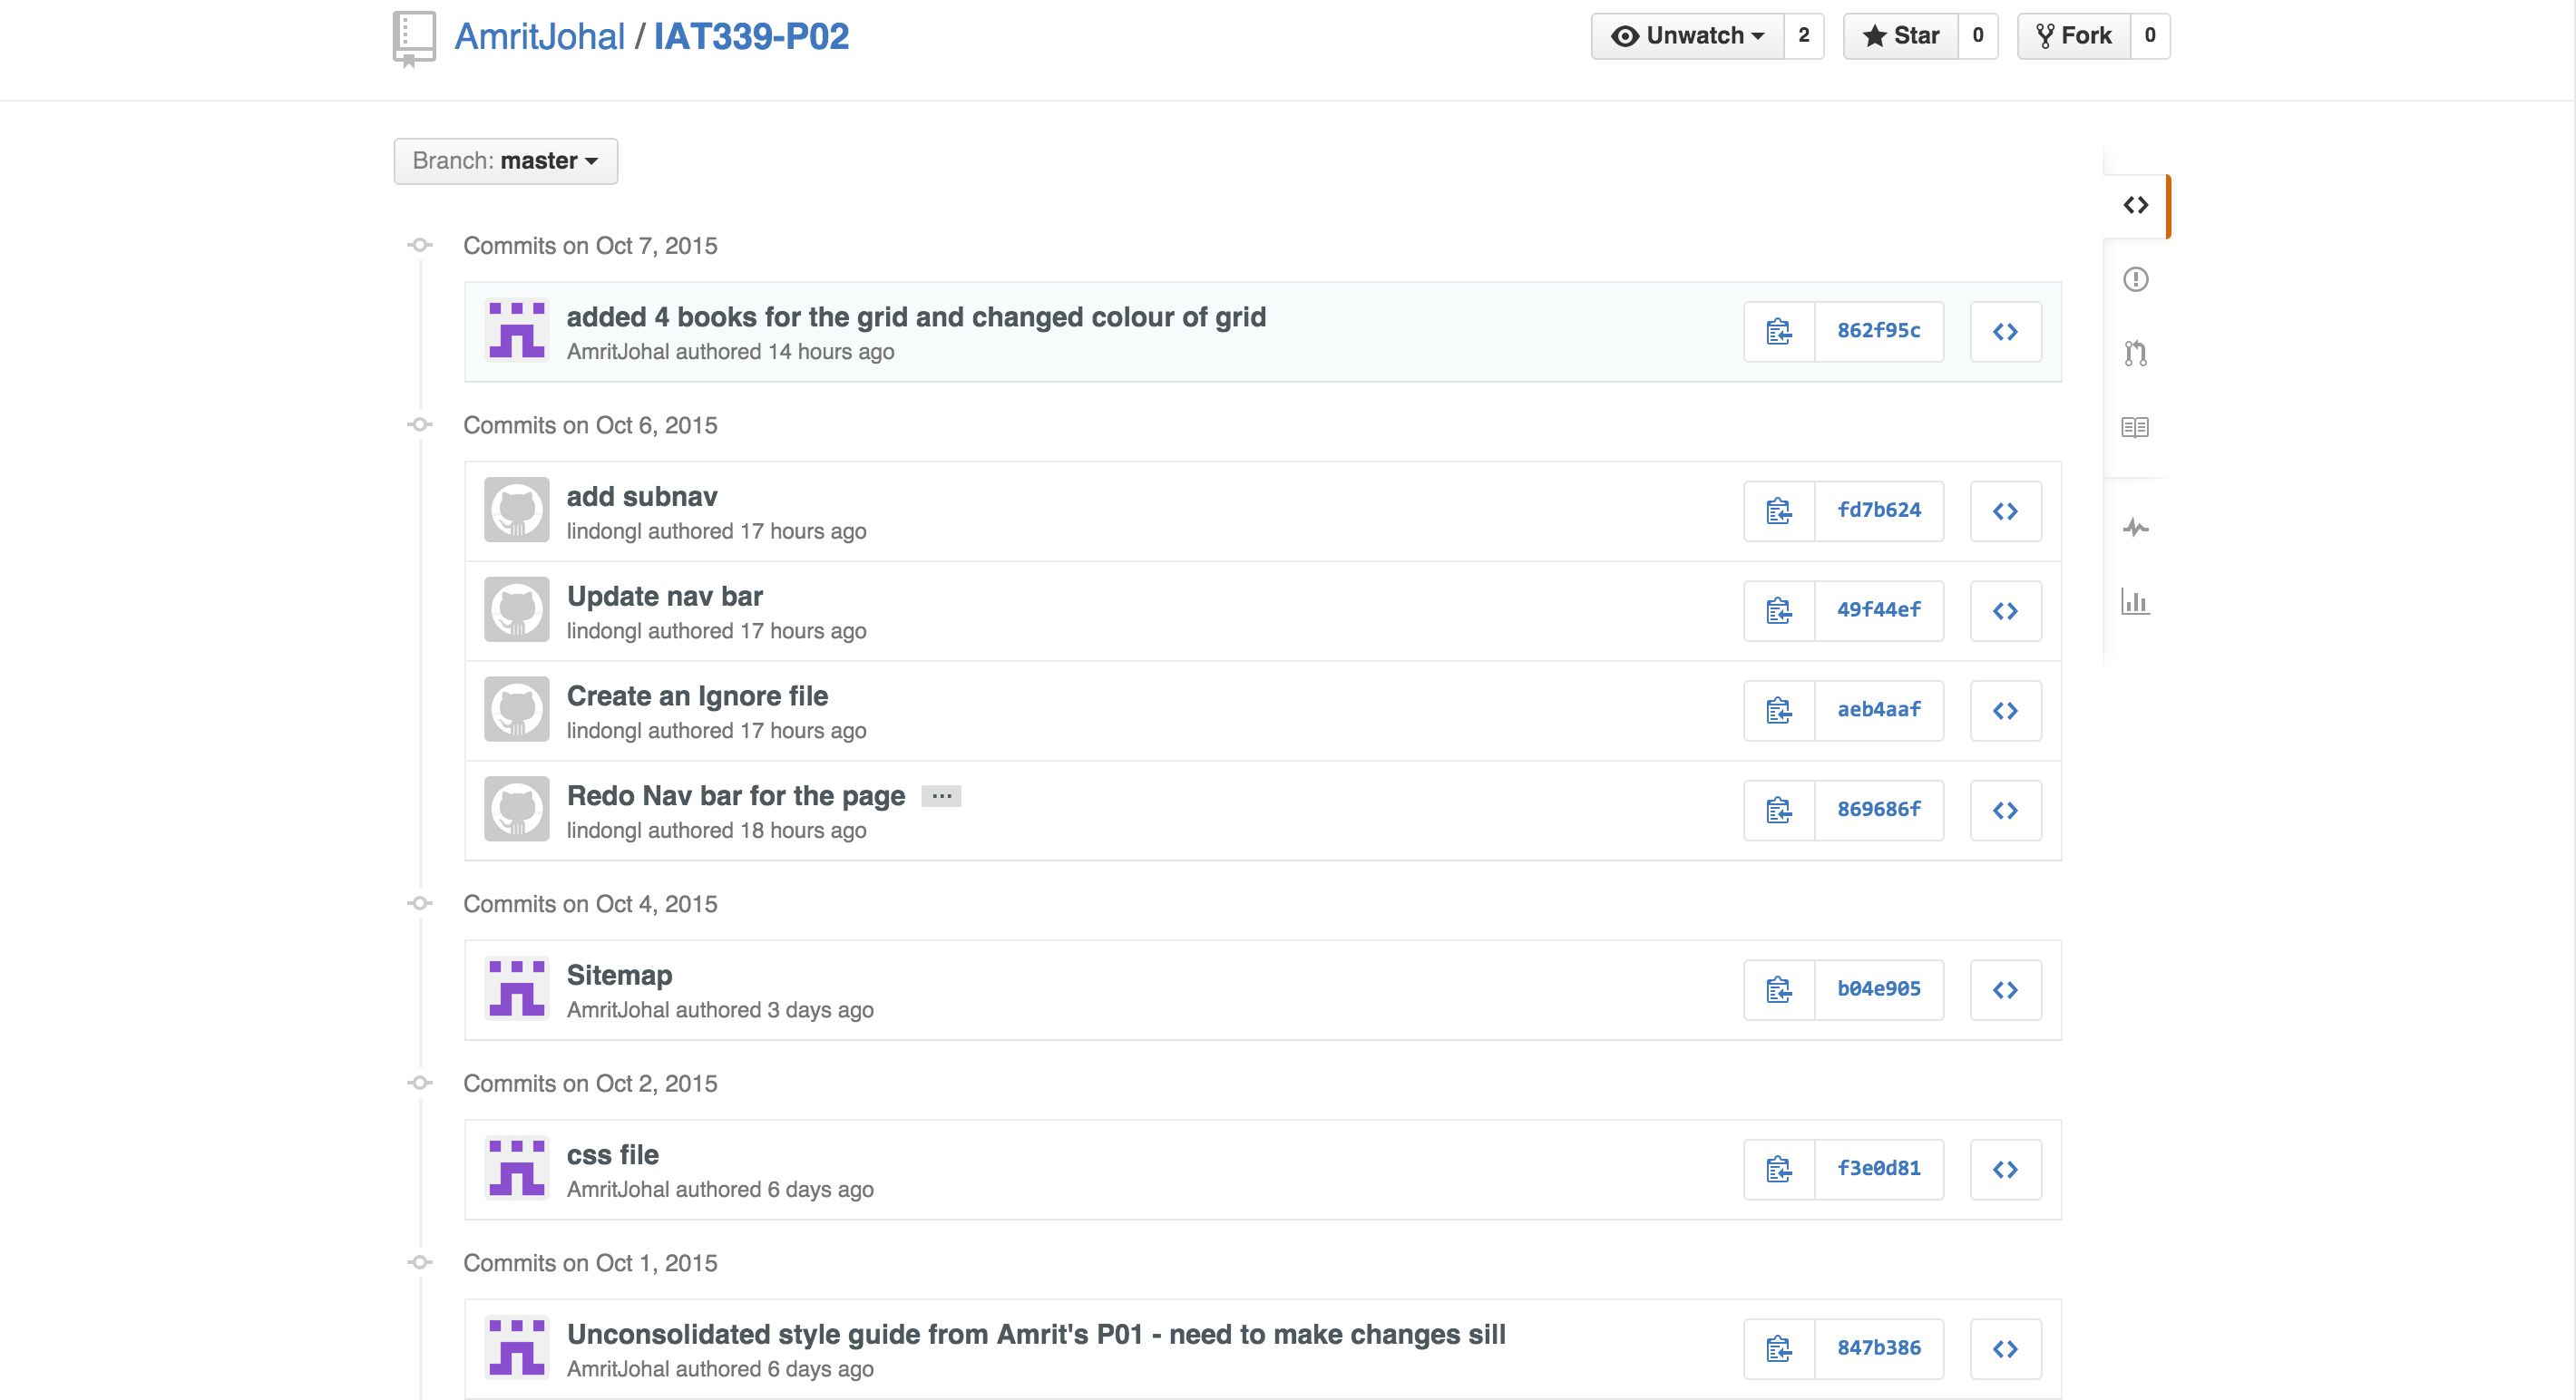 AmritJohal / IAT339-P02
Unwatch 2 Star 0 Fork 0
Branch: master
Commits on Oct 7, 2015
added 4 books for the grid and changed colour of grid
AmritJohal authored 14 hours ago
862f95c
Commits on Oct 6, 2015
add subnav
lindongl authored 17 hours ago
fd7b624
Update nav bar
lindongl authored 17 hours ago
49f44ef
Create an Ignore file
lindongl authored 17 hours ago
aeb4aaf
Redo Nav bar for the page …
lindongl authored 18 hours ago
869686f
Commits on Oct 4, 2015
Sitemap
AmritJohal authored 3 days ago
b04e905
Commits on Oct 2, 2015
css file
AmritJohal authored 6 days ago
f3e0d81
Commits on Oct 1, 2015
Unconsolidated style guide from Amrit's P01 - need to make changes sill
AmritJohal authored 6 days ago
847b386